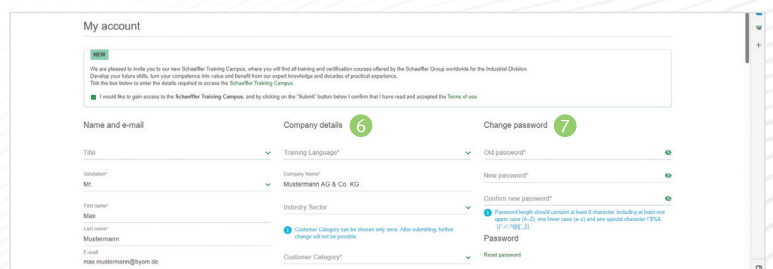 My account
NEW
We are pleased to invite you to our new Schaeffler Training Campus, where you will find all training and certification courses offered by the Schaeffler Group worldwide for the Industrial Division.
Develop your future skills, turn your competence into value and benefit from our expert knowledge and decades of practical experience.
Tick the box below to enter the details required to access the Schaeffler Training Campus.
I would like to gain access to the Schaeffler Training Campus, and by clicking on the "Submit" button below I confirm that I have read and accepted the Terms of use.
Name and e-mail
Title
Salutation*
Mr.
First name*
Max
Last name*
Mustermann
E-mail
max.mustermann@byom.de
Company details 6
Training Language*
Company Name*
Mustermann AG & Co. KG
Industry Sector
Customer Category can be chosen only once. After submitting, further
change will not be possible.
Customer Category*
Change password 7
Old password*
New password*
Confirm new password*
Password length should containt at least 8 character. Including at least one
upper case (A-Z), one lower case (a-c) and one special character
Password
Reset password